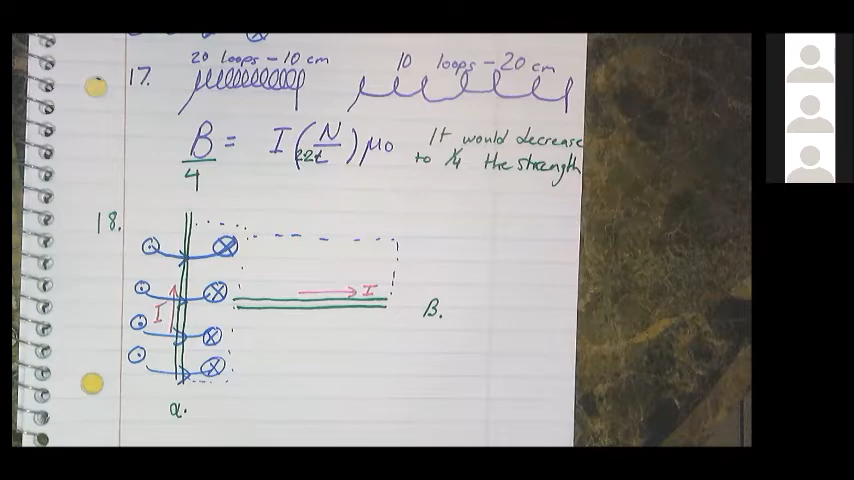 17.
20 loops - 10 cm
10 loops - 20 cm
B/4 = I (N/22L) μ0
It would decrease
to 1/4 the strength
18.
I
I
B.
a.